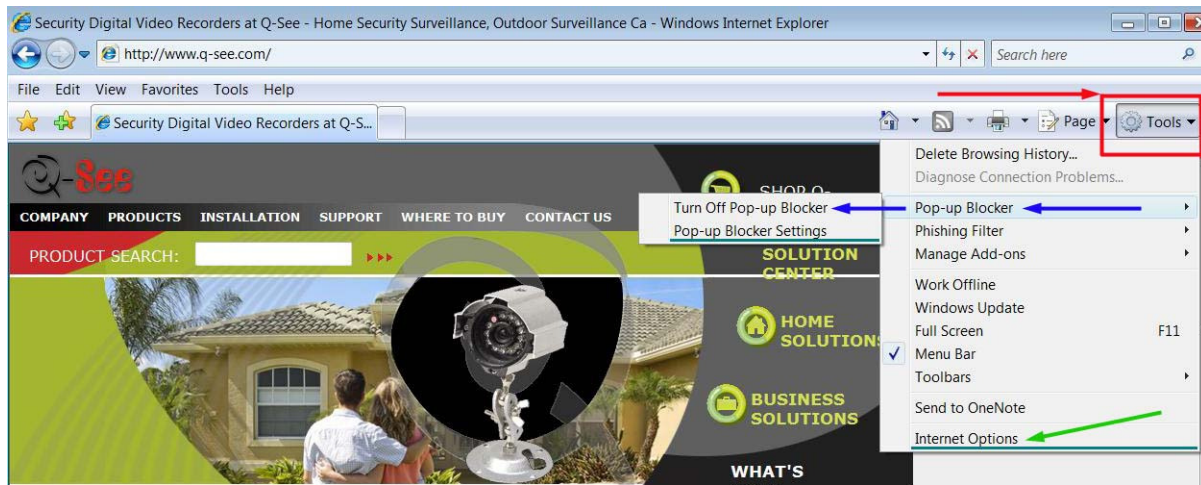 Security Digital Video Recorders at Q-See - Home Security Surveillance, Outdoor Surveillance Ca - Windows Internet Explorer
http://www.q-see.com/
Search here
File Edit View Favorites Tools Help
Security Digital Video Recorders at Q-S...
Page
Tools
Q-See
SHOP Q-
COMPANY PRODUCTS INSTALLATION SUPPORT WHERE TO BUY CONTACT US
PRODUCT SEARCH:
SOLUTION
CENTER
HOME
SOLUTIONS
BUSINESS
SOLUTIONS
WHAT'S
Delete Browsing History...
Diagnose Connection Problems...
Pop-up Blocker
Turn Off Pop-up Blocker
Pop-up Blocker Settings
Phishing Filter
Manage Add-ons
Work Offline
Windows Update
Full Screen F11
Menu Bar
Toolbars
Send to OneNote
Internet Options